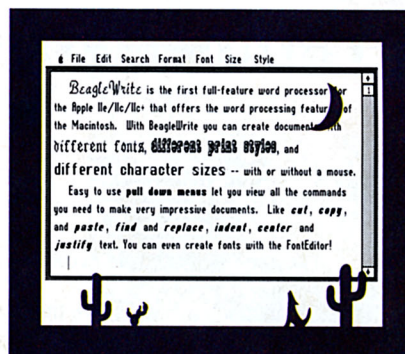 File Edit Search Format Font Size Style
BeagleWrite is the first full-feature word processor for
the Apple IIe/IIc/IIc+ that offers the word processing features of
the Macintosh. With BeagleWrite you can create documents with
different fonts, different print styles, and
different character sizes -- with or without a mouse.
Easy to use pull down menus let you view all the commands
you need to make very impressive documents. Like cut, copy,
and paste, find and replace, indent, center and
justify text. You can even create fonts with the FontEditor!